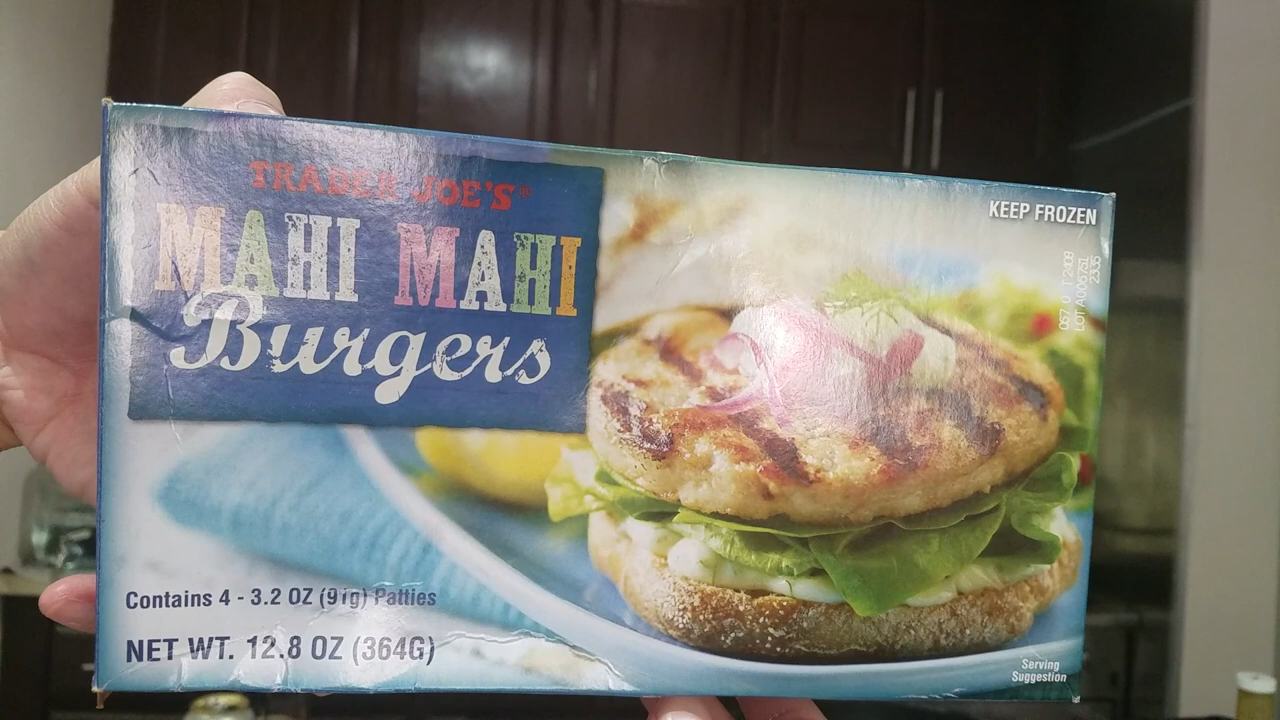 TRADER JOE'S®
MAHI MAHI
Burgers
KEEP FROZEN
Contains 4 - 3.2 OZ (91g) Patties
NET WT. 12.8 OZ (364G)
Serving
Suggestion